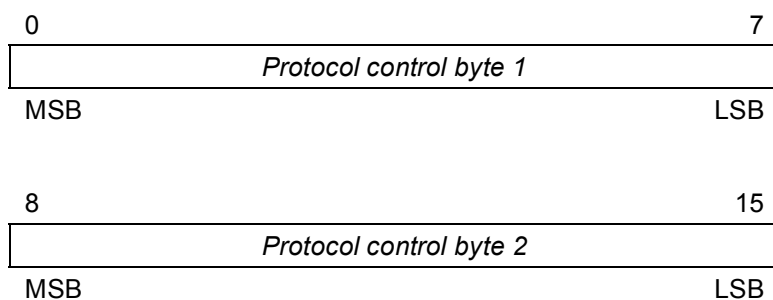 0 7
Protocol control byte 1
MSB LSB
8 15
Protocol control byte 2
MSB LSB